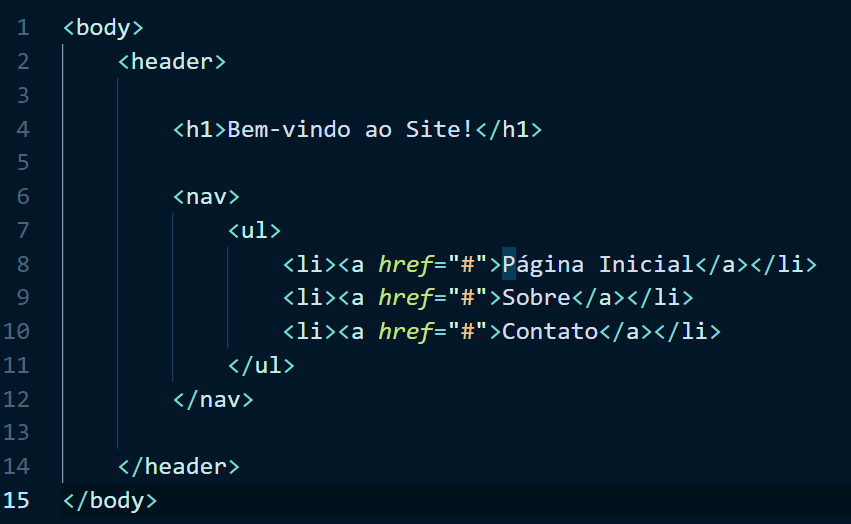 1 <body>
2     <header>
3
4         <h1>Bem-vindo ao Site!</h1>
5
6         <nav>
7             <ul>
8                 <li><a href="#">Página Inicial</a></li>
9                 <li><a href="#">Sobre</a></li>
10                 <li><a href="#">Contato</a></li>
11             </ul>
12         </nav>
13
14     </header>
15 </body>